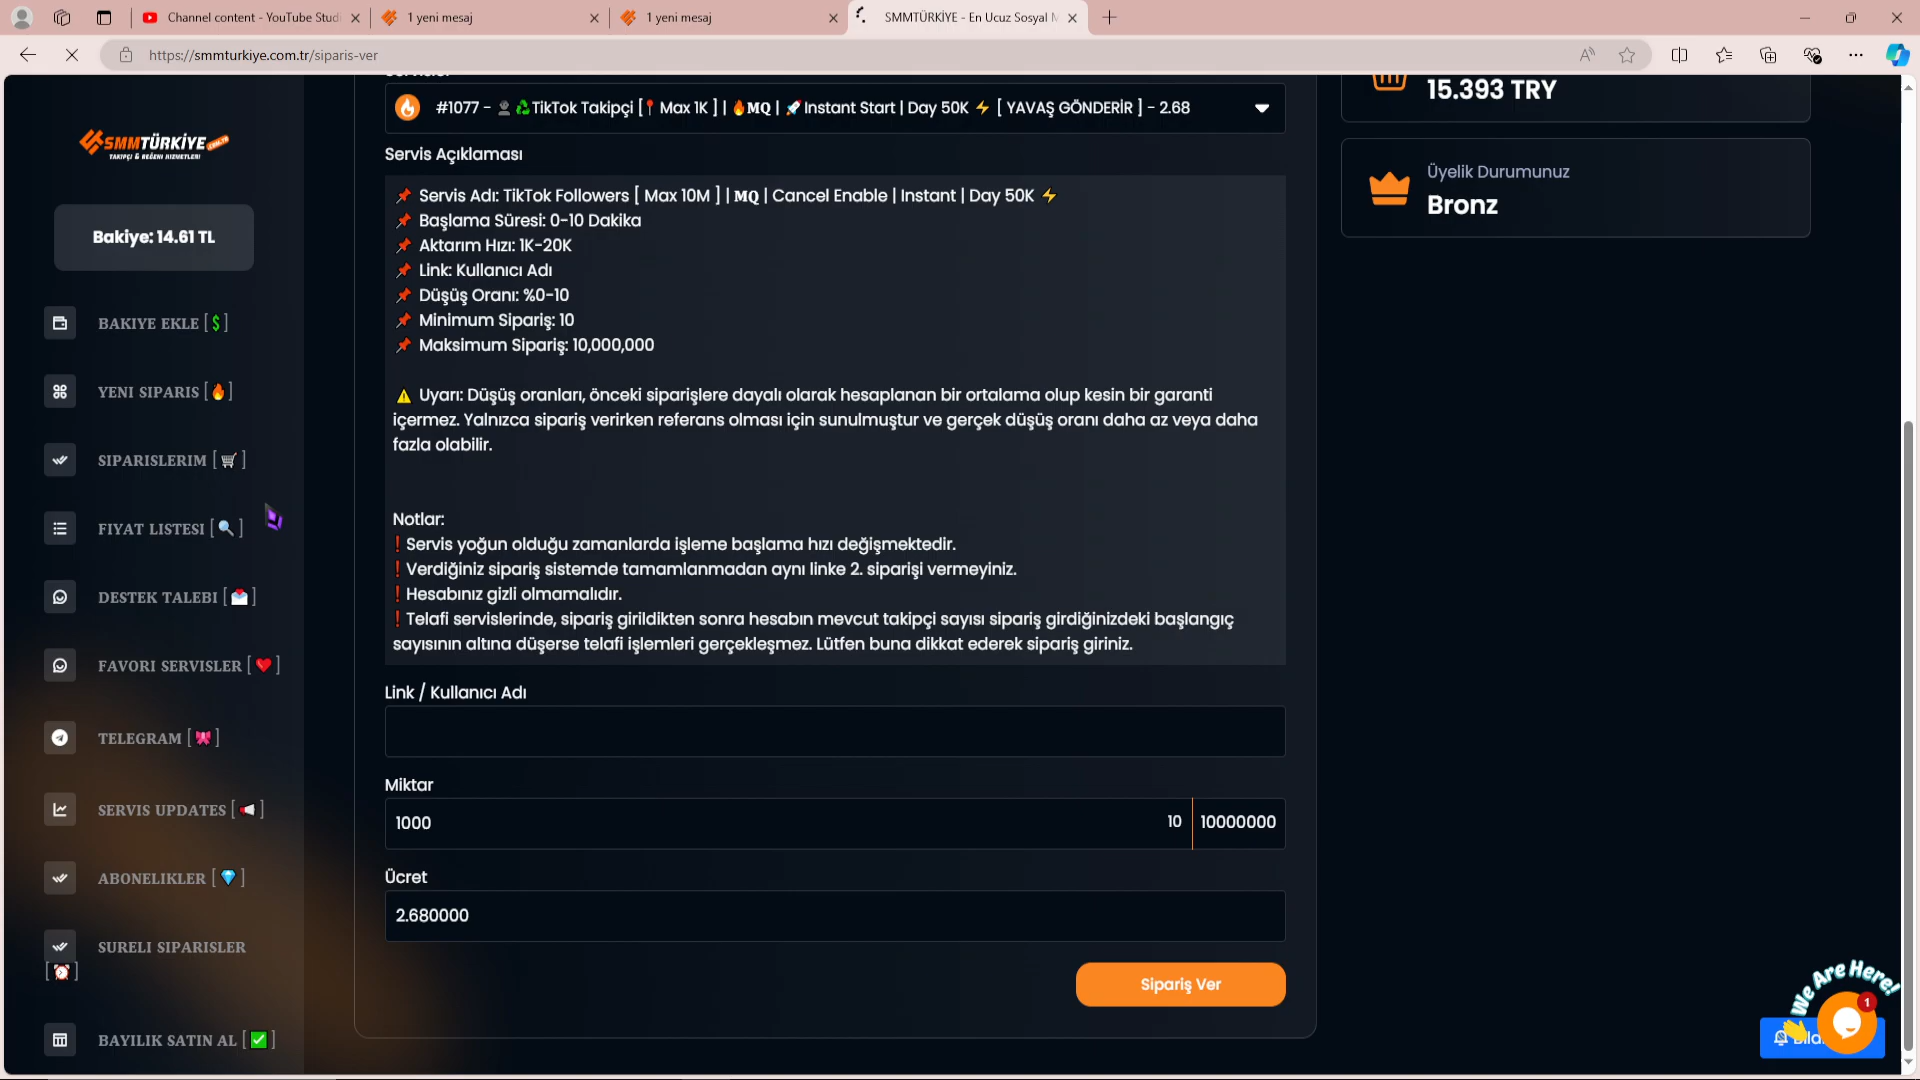 Channel content - YouTube Studi
1 yeni mesaj
1 yeni mesaj
SMMTÜRKİYE - En Ucuz Sosyal M
https://smmturkiye.com.tr/siparis-ver
SMMTÜRKİYE
TAKİPÇİ & BEĞENİ HİZMETLERİ
Bakiye: 14.61 TL
BAKIYE EKLE [💲]
YENI SIPARIS [🔥]
SIPARISLERIM [🛒]
FIYAT LISTESI [🔍]
DESTEK TALEBI [💌]
FAVORI SERVISLER [❤️]
TELEGRAM [🎀]
SERVIS UPDATES [📢]
ABONELIKLER [💎]
SURELI SIPARISLER
[⏰]
BAYILIK SATIN AL [✅]
#1077 - 👤♻️TikTok Takipçi [📍 Max 1K ] | 🔥𝐌𝐐 | 🚀Instant Start | Day 50K ⚡ [ YAVAŞ GÖNDERİR ] - 2.68
Servis Açıklaması
📌 Servis Adı: TikTok Followers [ Max 10M ] | 𝐌𝐐 | Cancel Enable | Instant | Day 50K ⚡
📌 Başlama Süresi: 0-10 Dakika
📌 Aktarım Hızı: 1K-20K
📌 Link: Kullanıcı Adı
📌 Düşüş Oranı: %0-10
📌 Minimum Sipariş: 10
📌 Maksimum Sipariş: 10,000,000
⚠️ Uyarı: Düşüş oranları, önceki siparişlere dayalı olarak hesaplanan bir ortalama olup kesin bir garanti
içermez. Yalnızca sipariş verirken referans olması için sunulmuştur ve gerçek düşüş oranı daha az veya daha
fazla olabilir.
Notlar:
❗Servis yoğun olduğu zamanlarda işleme başlama hızı değişmektedir.
❗Verdiğiniz sipariş sistemde tamamlanmadan aynı linke 2. siparişi vermeyiniz.
❗Hesabınız gizli olmamalıdır.
❗Telafi servislerinde, sipariş girildikten sonra hesabın mevcut takipçi sayısı sipariş girdiğinizdeki başlangıç
sayısının altına düşerse telafi işlemleri gerçekleşmez. Lütfen buna dikkat ederek sipariş giriniz.
Link / Kullanıcı Adı
Miktar
1000
10
10000000
Ücret
2.680000
Sipariş Ver
15.393 TRY
Üyelik Durumunuz
Bronz
We Are Here!
1